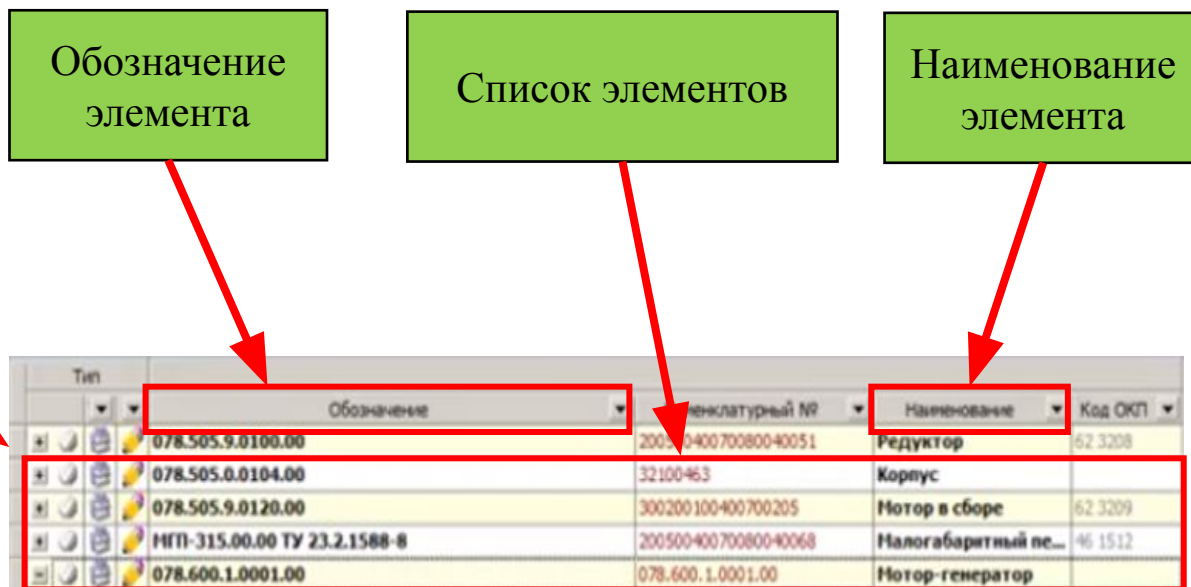 Обозначение
элемента
Список элементов
Наименование
элемента
Тип
Обозначение Наименование Код ОКП
078.505.9.0100.00 Редуктор 62 3208
078.505.0.0104.00 32100463 Корпус
078.505.9.0120.00 300200100400700205 Мотор в сборе 62 3209
МГП-315.00.00 ТУ 23.2.1588-8 20050040070080040068 Малогабаритный пе... 46 1512
078.600.1.0001.00 078.600.1.0001.00 Мотор-генератор